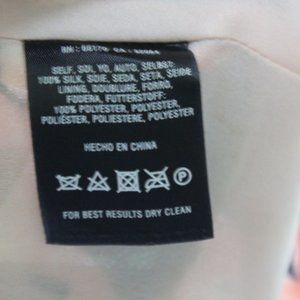 SELF, SOI, YO, AUTO, SELBST:
100% SILK, SOIE, SEDA, SETA, SEIDE
LINING, DOUBLURE, FORRO,
FODERA, FUTTERSTOFF:
100% POLYESTER, POLYESTER,
POLIÉSTER, POLIESTERE, POLYESTER
HECHO EN CHINA
P
FOR BEST RESULTS DRY CLEAN